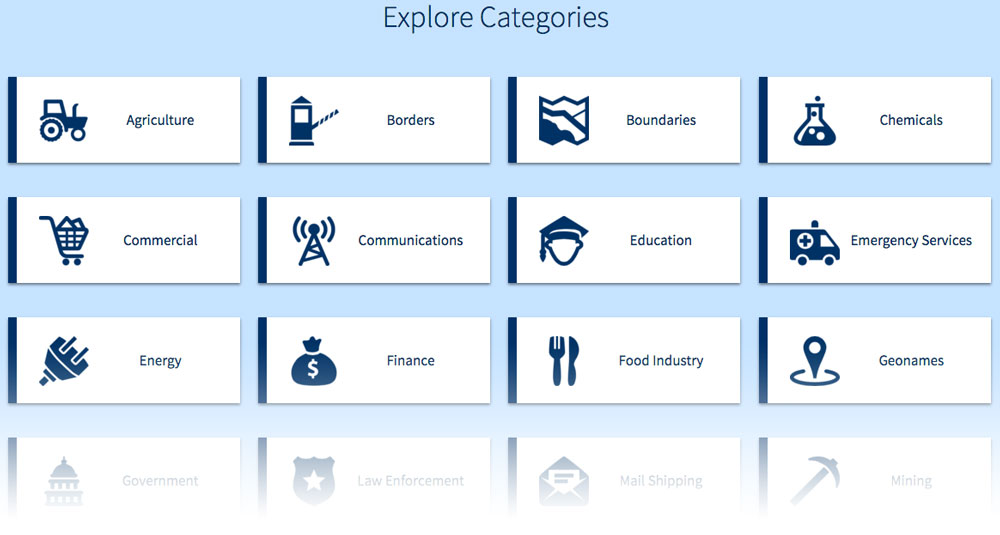 Explore Categories
Agriculture
Borders
Boundaries
Chemicals
Commercial
Communications
Education
Emergency Services
Energy
$
Finance
Food Industry
Geonames
Government
Law Enforcement
Mail Shipping
Mining